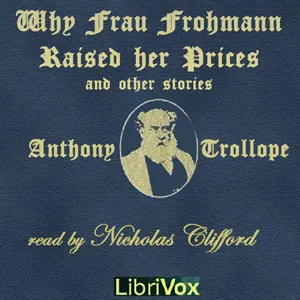 Why Frau Frohmann
Raised her Prices
and other stories
Anthony Trollope
read by Nicholas Clifford
LibriVox